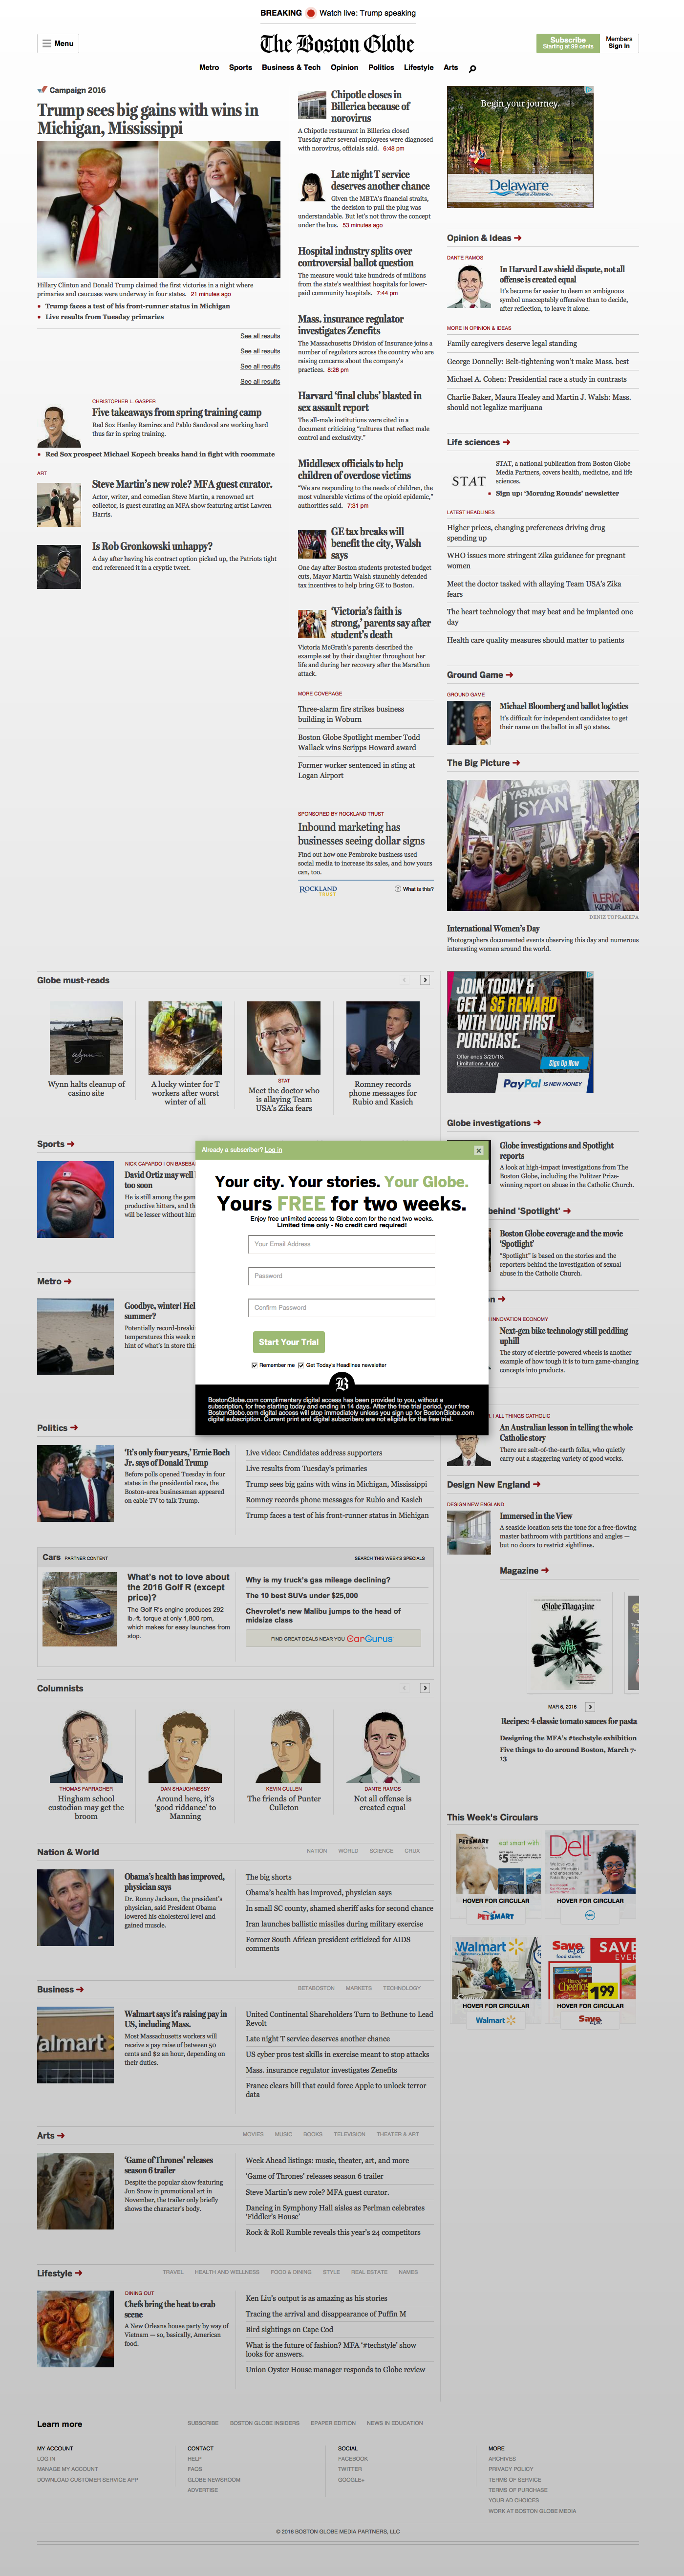 BREAKING Watch live: Trump speaking
Menu
The Boston Globe
Subscribe
Starting at 99 cents
Members
Sign In
Metro Sports Business & Tech Opinion Politics Lifestyle Arts
Campaign 2016
Trump sees big gains with wins in
Michigan, Mississippi
Hillary Clinton and Donald Trump claimed the first victories in a night where
primaries and caucuses were underway in four states. 21 minutes ago
Trump faces a test of his front-runner status in Michigan
Live results from Tuesday primaries
See all results
See all results
See all results
See all results
CHRISTOPHER L. GASPER
Five takeaways from spring training camp
Red Sox Hanley Ramirez and Pablo Sandoval are working hard
thus far in spring training.
Red Sox prospect Michael Kopech breaks hand in fight with roommate
ART
Steve Martin's new role? MFA guest curator.
Actor, writer, and comedian Steve Martin, a renowned art
collector, is guest curating an MFA show featuring artist Lawren
Harris.
Is Rob Gronkowski unhappy?
A day after having his contract option picked up, the Patriots tight
end referenced it in a cryptic tweet.
Chipotle closes in
Billerica because of
norovirus
A Chipotle restaurant in Billerica closed
Tuesday after several employees were diagnosed
with norovirus, officials said. 6:48 pm
Late night T service
deserves another chance
Given the MBTA's financial straits,
the decision to pull the plug was
understandable. But let's not throw the concept
under the bus. 53 minutes ago
Hospital industry splits over
controversial ballot question
The measure would take hundreds of millions
from the state's wealthiest hospitals for lower-
paid community hospitals. 7:44 pm
Mass. insurance regulator
investigates Zenefits
The Massachusetts Division of Insurance joins a
number of regulators across the country who are
raising concerns about the company's
practices. 8:28 pm
Harvard 'final clubs' blasted in
sex assault report
The all-male institutions were cited in a
document criticizing "cultures that reflect male
control and exclusivity."
Middlesex officials to help
children of overdose victims
"We are responding to the needs of children, the
most vulnerable victims of the opioid epidemic,"
authorities said. 7:31 pm
GE tax breaks will
benefit the city, Walsh
says
One day after Boston students protested budget
cuts, Mayor Martin Walsh staunchly defended
tax incentives to help bring GE to Boston.
'Victoria's faith is
strong,' parents say after
student's death
Victoria McGrath's parents described the
example set by their daughter throughout her
life and during her recovery after the Marathon
attack.
MORE COVERAGE
Three-alarm fire strikes business
building in Woburn
Boston Globe Spotlight member Todd
Wallack wins Scripps Howard award
Former worker sentenced in sting at
Logan Airport
SPONSORED BY ROCKLAND TRUST
Inbound marketing has
businesses seeing dollar signs
Find out how one Pembroke business used
social media to increase its sales, and how yours
can, too.
ROCKLAND
TRUST
What is this?
Begin your journey.
Delaware
Opinion & Ideas
DANTE RAMOS
In Harvard Law shield dispute, not all
offense is created equal
It's become far easier to deem an ambiguous
symbol unacceptably offensive than to decide,
after reflection, to leave it alone.
MORE IN OPINION & IDEAS
Family caregivers deserve legal standing
George Donnelly: Belt-tightening won't make Mass. best
Michael A. Cohen: Presidential race a study in contrasts
Charlie Baker, Maura Healey and Martin J. Walsh: Mass.
should not legalize marijuana
Life sciences
STAT
STAT, a national publication from Boston Globe
Media Partners, covers health, medicine, and life
sciences.
Sign up: 'Morning Rounds' newsletter
LATEST HEADLINES
Higher prices, changing preferences driving drug
spending up
WHO issues more stringent Zika guidance for pregnant
women
Meet the doctor tasked with allaying Team USA's Zika
fears
The heart technology that may beat and be implanted one
day
Health care quality measures should matter to patients
Ground Game
GROUND GAME
Michael Bloomberg and ballot logistics
It's difficult for independent candidates to get
their name on the ballot in all 50 states.
The Big Picture
YASAKLARA
ISYAN
DENIZ TOPRAKEPA
International Women's Day
Photographers documented events observing this day and numerous
interesting women around the world.
Globe must-reads
Wynn halts cleanup of
casino site
A lucky winter for T
workers after worst
winter of all
STAT
Meet the doctor who
is allaying Team
USA's Zika fears
Romney records
phone messages for
Rubio and Kasich
JOIN TODAY &
GET A $5 REWARD
WITH YOUR FIRST
PURCHASE.
Offer ends 3/20/16.
Limitations Apply
Sign Up Now
PayPal IS NEW MONEY
Sports
NICK CAFARDO | ON BASEBA
David Ortiz may well
too soon
He is still among the gam
productive hitters, and th
will be lesser without him
Metro
Goodbye, winter! Hel
summer?
Potentially record-breaki
temperatures this week m
hint of what's in store thi
Already a subscriber? Log in
Your city. Your stories. Your Globe.
Yours FREE for two weeks.
Enjoy free unlimited access to Globe.com for the next two weeks.
Limited time only - No credit card required!
Your Email Address
Password
Confirm Password
Start Your Trial
Remember me Get Today's Headlines newsletter
B
BostonGlobe.com complimentary digital access has been provided to you, without a
subscription, for free starting today and ending in 14 days. After the free trial period, your free
BostonGlobe.com digital access will stop immediately unless you sign up for BostonGlobe.com
digital subscription. Current print and digital subscribers are not eligible for the free trial.
Globe investigations
Globe investigations and Spotlight
reports
A look at high-impact investigations from The
Boston Globe, including the Pulitzer Prize-
winning report on abuse in the Catholic Church.
behind 'Spotlight'
Boston Globe coverage and the movie
'Spotlight'
"Spotlight" is based on the stories and the
reporters behind the investigation of sexual
abuse in the Catholic Church.
on
| INNOVATION ECONOMY
Next-gen bike technology still peddling
uphill
The story of electric-powered wheels is another
example of how tough it is to turn game-changing
concepts into products.
| ALL THINGS CATHOLIC
An Australian lesson in telling the whole
Catholic story
There are salt-of-the-earth folks, who quietly
carry out a staggering variety of good works.
Politics
'It's only four years,' Ernie Boch
Jr. says of Donald Trump
Before polls opened Tuesday in four
states in the presidential race, the
Boston-area businessman appeared
on cable TV to talk Trump.
Live video: Candidates address supporters
Live results from Tuesday's primaries
Trump sees big gains with wins in Michigan, Mississippi
Romney records phone messages for Rubio and Kasich
Trump faces a test of his front-runner status in Michigan
Design New England
DESIGN NEW ENGLAND
Immersed in the View
A seaside location sets the tone for a free-flowing
master bathroom with partitions and angles —
but no doors to restrict sightlines.
Cars PARTNER CONTENT
SEARCH THIS WEEK'S SPECIALS
What's not to love about
the 2016 Golf R (except
price)?
The Golf R's engine produces 292
lb.-ft. torque at only 1,800 rpm,
which makes for easy launches from
stop.
Why is my truck's gas mileage declining?
The 10 best SUVs under $25,000
Chevrolet's new Malibu jumps to the head of
midsize class
FIND GREAT DEALS NEAR YOU CarGurus
Magazine
Globe Magazine
MAR 6, 2016
Recipes: 4 classic tomato sauces for pasta
Designing the MFA's #techstyle exhibition
Five things to do around Boston, March 7-
13
Columnists
THOMAS FARRAGHER
Hingham school
custodian may get the
broom
DAN SHAUGHNESSY
Around here, it's
'good riddance' to
Manning
KEVIN CULLEN
The friends of Punter
Culleton
DANTE RAMOS
Not all offense is
created equal
This Week's Circulars
PETSMART
eat smart with
$5
Dell
HOVER FOR CIRCULAR
HOVER FOR CIRCULAR
PETSMART
DELL
Walmart
Save a lot
food stores
SAVE
EVER
Cheerios
1.99
HOVER FOR CIRCULAR
HOVER FOR CIRCULAR
Walmart
Save a lot
Nation & World
NATION WORLD SCIENCE CRUX
Obama's health has improved,
physician says
Dr. Ronny Jackson, the president's
physician, said President Obama
lowered his cholesterol level and
gained muscle.
The big shorts
Obama's health has improved, physician says
In small SC county, shamed sheriff asks for second chance
Iran launches ballistic missiles during military exercise
Former South African president criticized for AIDS
comments
Business
BETABOSTON MARKETS TECHNOLOGY
Walmart says it's raising pay in
US, including Mass.
Most Massachusetts workers will
receive a pay raise of between 50
cents and $2 an hour, depending on
their duties.
United Continental Shareholders Turn to Bethune to Lead
Revolt
Late night T service deserves another chance
US cyber pros test skills in exercise meant to stop attacks
Mass. insurance regulator investigates Zenefits
France clears bill that could force Apple to unlock terror
data
Arts
MOVIES MUSIC BOOKS TELEVISION THEATER & ART
'Game of Thrones' releases
season 6 trailer
Despite the popular show featuring
Jon Snow in promotional art in
November, the trailer only briefly
shows the character's body.
Week Ahead listings: music, theater, art, and more
'Game of Thrones' releases season 6 trailer
Steve Martin's new role? MFA guest curator.
Dancing in Symphony Hall aisles as Perlman celebrates
'Fiddler's House'
Rock & Roll Rumble reveals this year's 24 competitors
Lifestyle
TRAVEL HEALTH AND WELLNESS FOOD & DINING STYLE REAL ESTATE NAMES
DINING OUT
Chefs bring the heat to crab
scene
A New Orleans house party by way of
Vietnam — so, basically, American
food.
Ken Liu's output is as amazing as his stories
Tracing the arrival and disappearance of Puffin M
Bird sightings on Cape Cod
What is the future of fashion? MFA '#techstyle' show
looks for answers.
Union Oyster House manager responds to Globe review
Learn more
SUBSCRIBE BOSTON GLOBE INSIDERS EPAPER EDITION NEWS IN EDUCATION
MY ACCOUNT
LOG IN
MANAGE MY ACCOUNT
DOWNLOAD CUSTOMER SERVICE APP
CONTACT
HELP
FAQS
GLOBE NEWSROOM
ADVERTISE
SOCIAL
FACEBOOK
TWITTER
GOOGLE+
MORE
ARCHIVES
PRIVACY POLICY
TERMS OF SERVICE
TERMS OF PURCHASE
YOUR AD CHOICES
WORK AT BOSTON GLOBE MEDIA
© 2016 BOSTON GLOBE MEDIA PARTNERS, LLC